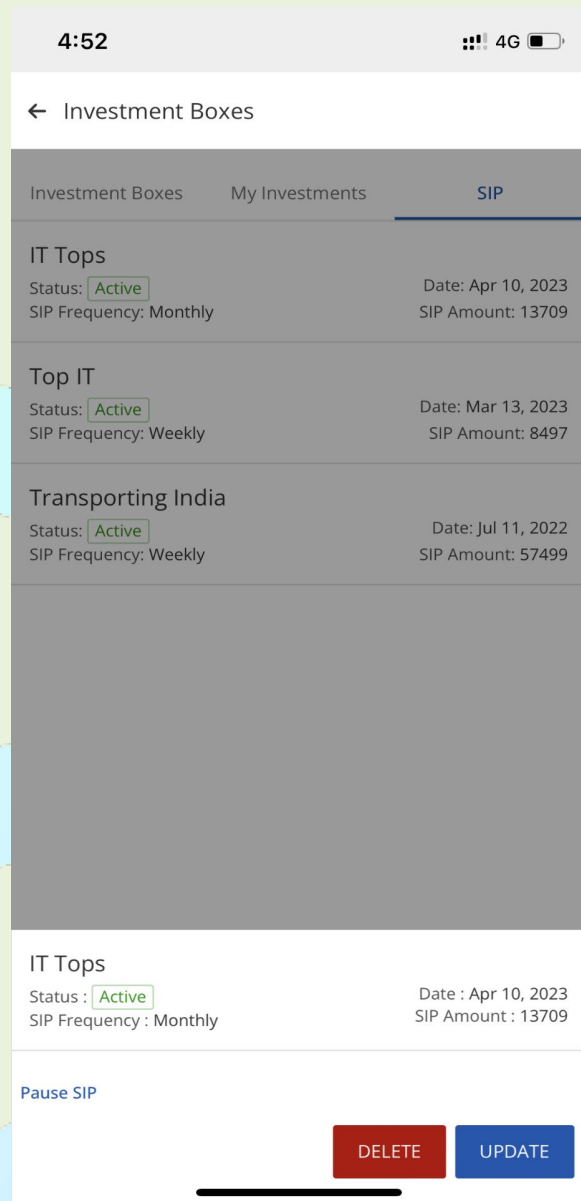 4:52 4G
← Investment Boxes
Investment Boxes My Investments SIP
IT Tops
Status: Active Date: Apr 10, 2023
SIP Frequency: Monthly SIP Amount: 13709
Top IT
Status: Active Date: Mar 13, 2023
SIP Frequency: Weekly SIP Amount: 8497
Transporting India
Status: Active Date: Jul 11, 2022
SIP Frequency: Weekly SIP Amount: 57499
IT Tops
Status : Active Date : Apr 10, 2023
SIP Frequency : Monthly SIP Amount : 13709
Pause SIP
DELETE UPDATE